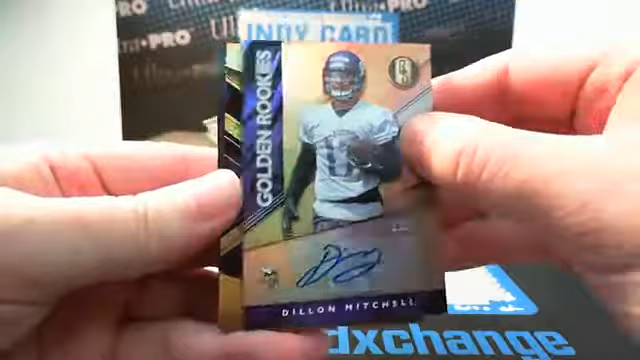 Ultra•PRO
INDY CARD
GOLDEN ROOKIES
DILLON MITCHELL
dxchange